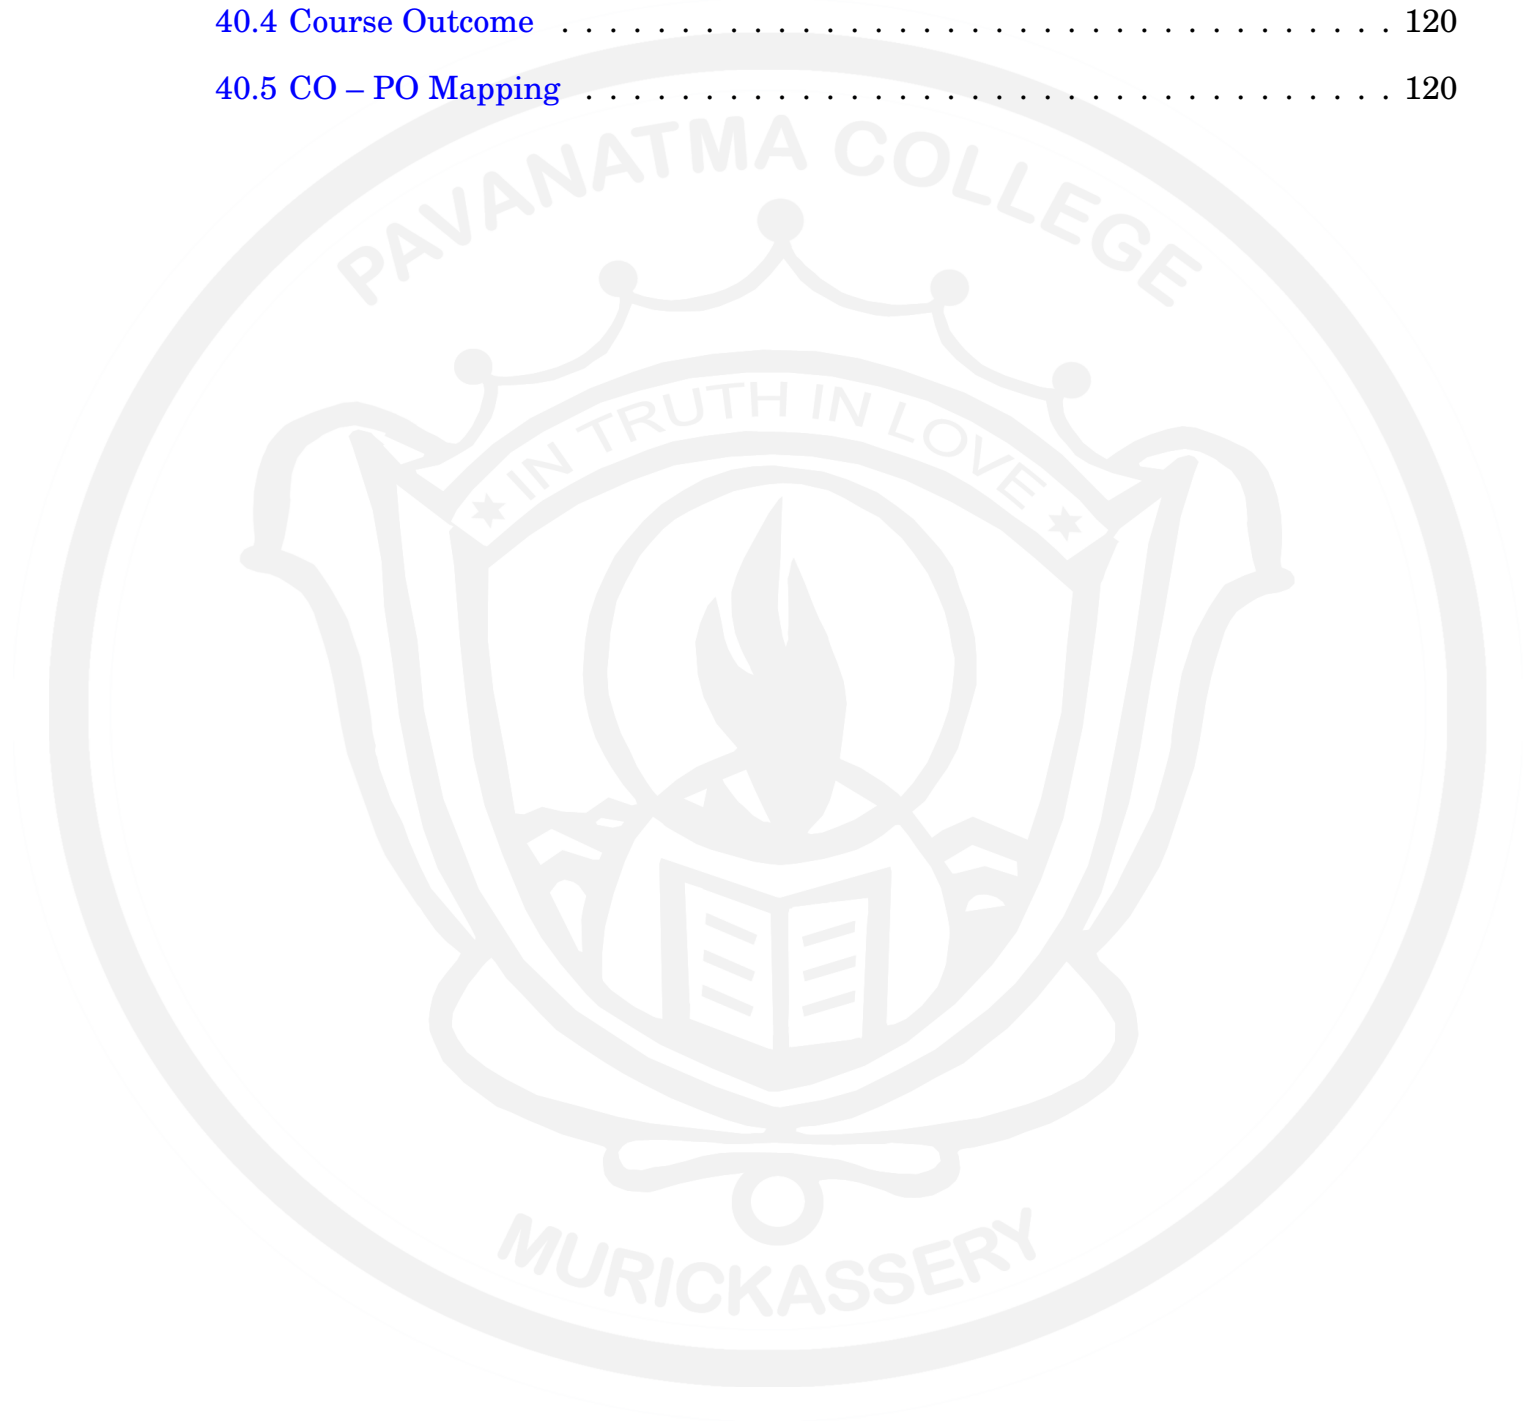 40.4 Course Outcome . . . . . . . . . . . . . . . . . . . . . . . . . . . . . . . . . . . 120
40.5 CO – PO Mapping . . . . . . . . . . . . . . . . . . . . . . . . . . . . . . . . . . 120
PAVANATMA COLLEGE
IN TRUTH IN LOVE
MURICKASSERY